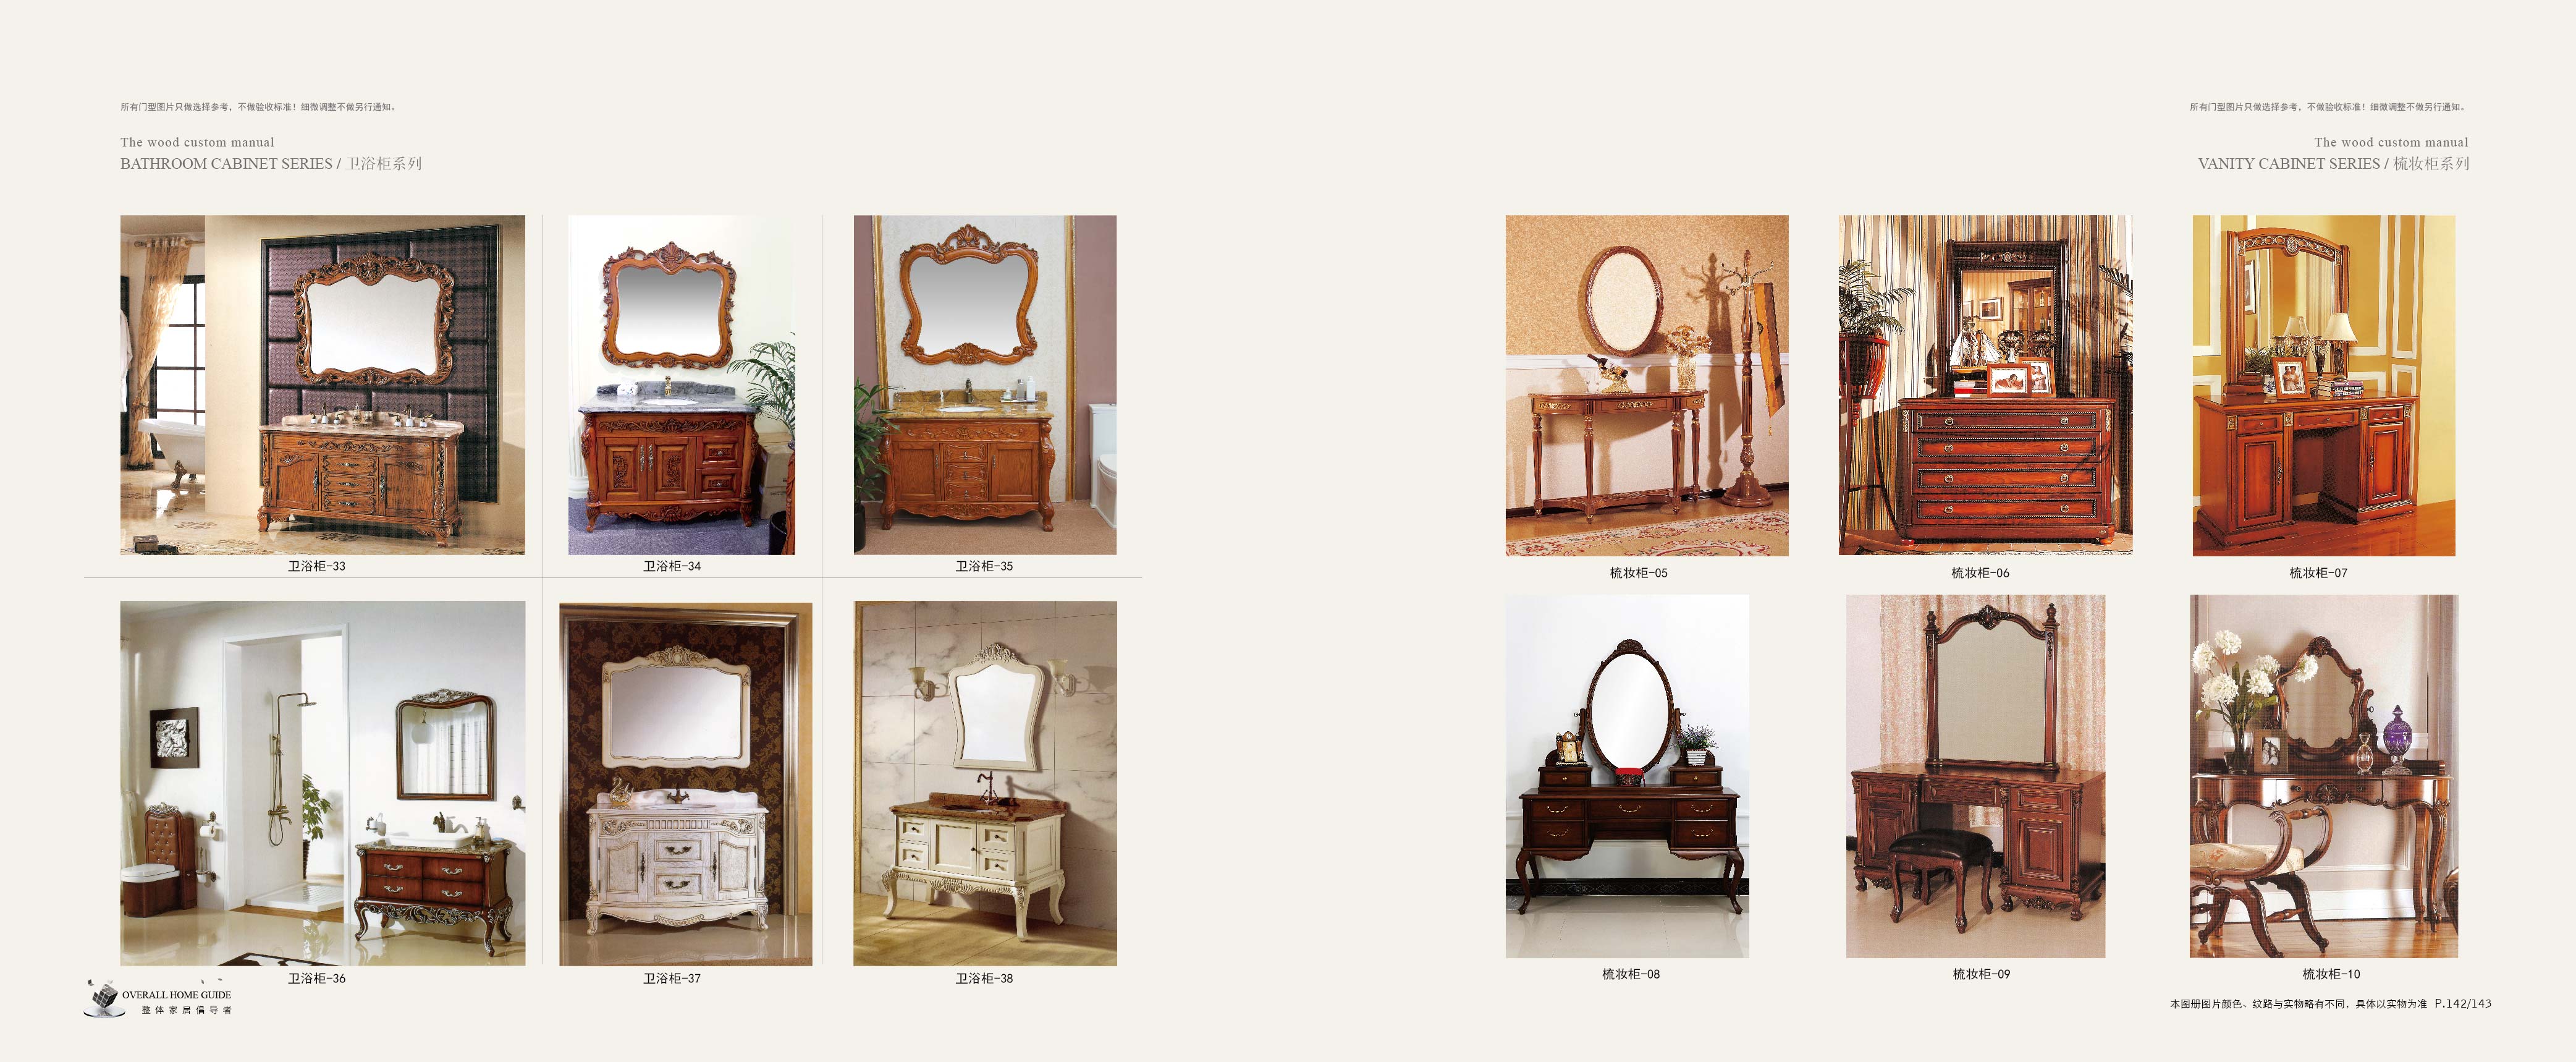 所有门型图片只做选择参考，不做验收标准！细微调整不做另行通知。
The wood custom manual
BATHROOM CABINET SERIES / 卫浴柜系列
卫浴柜-33
卫浴柜-34
卫浴柜-35
卫浴柜-36
卫浴柜-37
卫浴柜-38
OVERALL HOME GUIDE
整体家居倡导者
所有门型图片只做选择参考，不做验收标准！细微调整不做另行通知。
The wood custom manual
VANITY CABINET SERIES / 梳妆柜系列
梳妆柜-05
梳妆柜-06
梳妆柜-07
梳妆柜-08
梳妆柜-09
梳妆柜-10
本图册图片颜色、纹路与实物略有不同，具体以实物为准 P.142/143